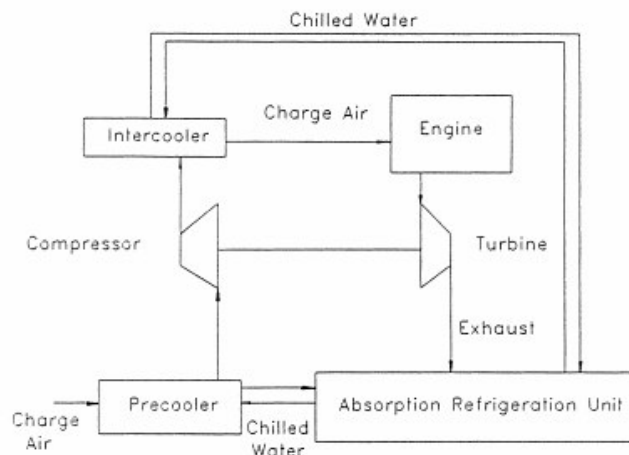 Chilled Water
Charge Air
Intercooler
Engine
Compressor
Turbine
Exhaust
Precooler
Absorption Refrigeration Unit
Charge
Air
Chilled
Water